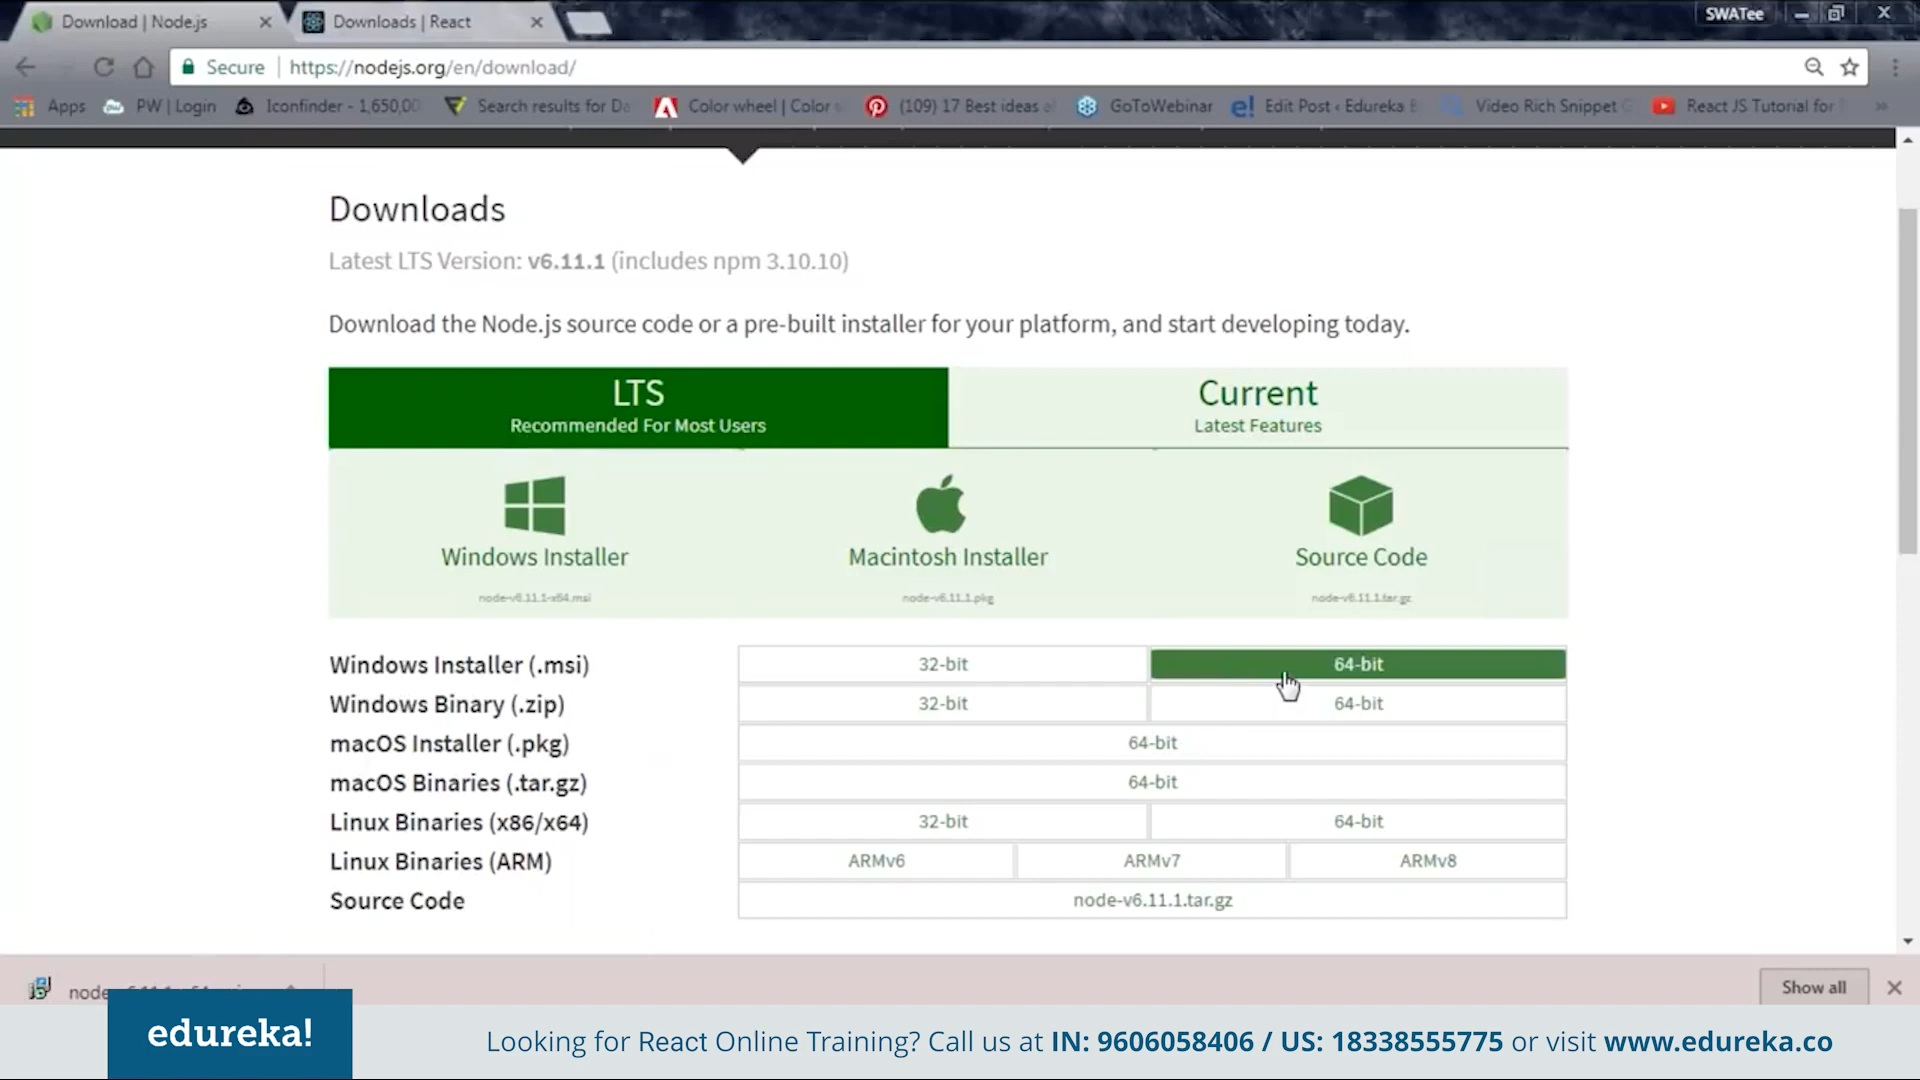 Download | Node.js
Downloads | React
SWATee
Secure
https://nodejs.org/en/download/
Apps
PW | Login
Iconfinder - 1,650,00
Search results for Da
Color wheel | Color
(109) 17 Best ideas
GoToWebinar
Edit Post ‹ Edureka B
Video Rich Snippet
React JS Tutorial for
Downloads
Latest LTS Version: v6.11.1 (includes npm 3.10.10)
Download the Node.js source code or a pre-built installer for your platform, and start developing today.
LTS
Recommended For Most Users
Current
Latest Features
Windows Installer
node-v6.11.1-x64.msi
Macintosh Installer
node-v6.11.1.pkg
Source Code
node-v6.11.1.tar.gz
Windows Installer (.msi) 32-bit 64-bit
Windows Binary (.zip) 32-bit 64-bit
macOS Installer (.pkg) 64-bit
macOS Binaries (.tar.gz) 64-bit
Linux Binaries (x86/x64) 32-bit 64-bit
Linux Binaries (ARM) ARMv6 ARMv7 ARMv8
Source Code node-v6.11.1.tar.gz
Show all
edureka!
Looking for React Online Training? Call us at IN: 9606058406 / US: 18338555775 or visit www.edureka.co